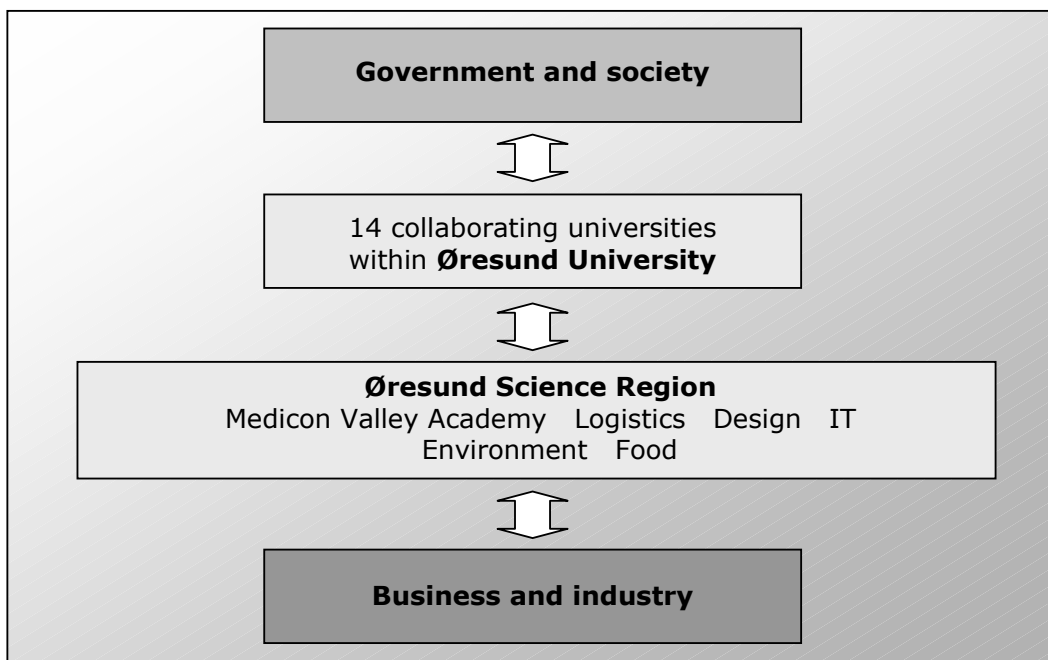 Government and society
14 collaborating universities
within Øresund University
Øresund Science Region
Medicon Valley Academy Logistics Design IT
Environment Food
Business and industry